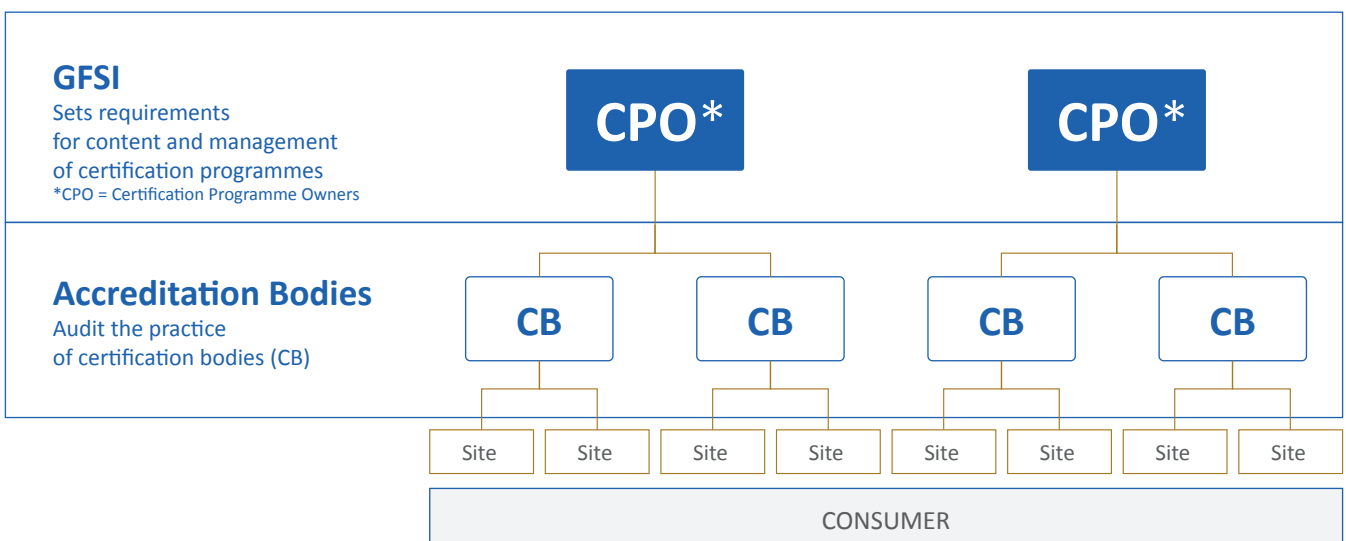 GFSI
Sets requirements
for content and management
of certification programmes
*CPO = Certification Programme Owners
CPO*
CPO*
Accreditation Bodies
Audit the practice
of certification bodies (CB)
CB
CB
CB
CB
Site
Site
Site
Site
Site
Site
Site
Site
CONSUMER